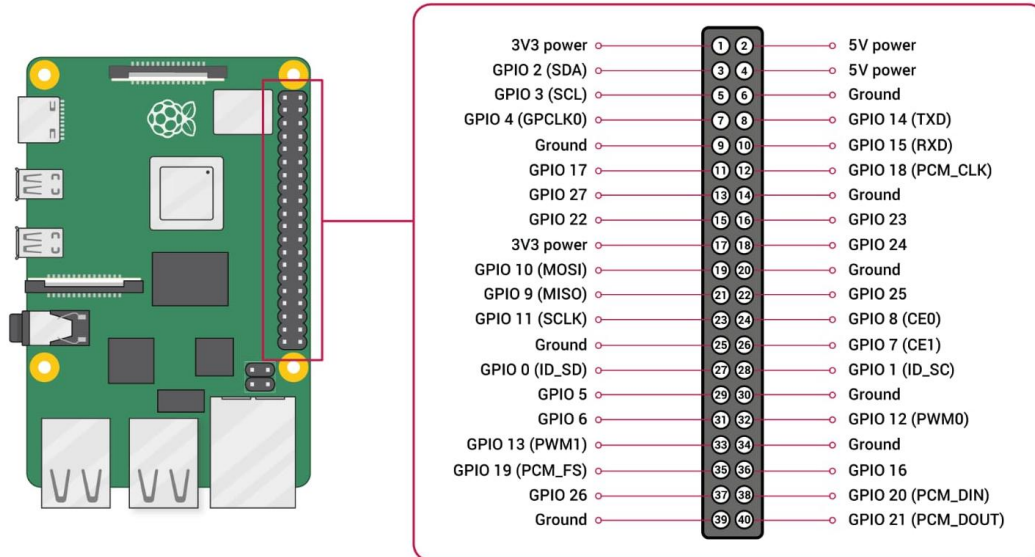 3V3 power 1 2 5V power
GPIO 2 (SDA) 3 4 5V power
GPIO 3 (SCL) 5 6 Ground
GPIO 4 (GPCLK0) 7 8 GPIO 14 (TXD)
Ground 9 10 GPIO 15 (RXD)
GPIO 17 11 12 GPIO 18 (PCM_CLK)
GPIO 27 13 14 Ground
GPIO 22 15 16 GPIO 23
3V3 power 17 18 GPIO 24
GPIO 10 (MOSI) 19 20 Ground
GPIO 9 (MISO) 21 22 GPIO 25
GPIO 11 (SCLK) 23 24 GPIO 8 (CE0)
Ground 25 26 GPIO 7 (CE1)
GPIO 0 (ID_SD) 27 28 GPIO 1 (ID_SC)
GPIO 5 29 30 Ground
GPIO 6 31 32 GPIO 12 (PWM0)
GPIO 13 (PWM1) 33 34 Ground
GPIO 19 (PCM_FS) 35 36 GPIO 16
GPIO 26 37 38 GPIO 20 (PCM_DIN)
Ground 39 40 GPIO 21 (PCM_DOUT)